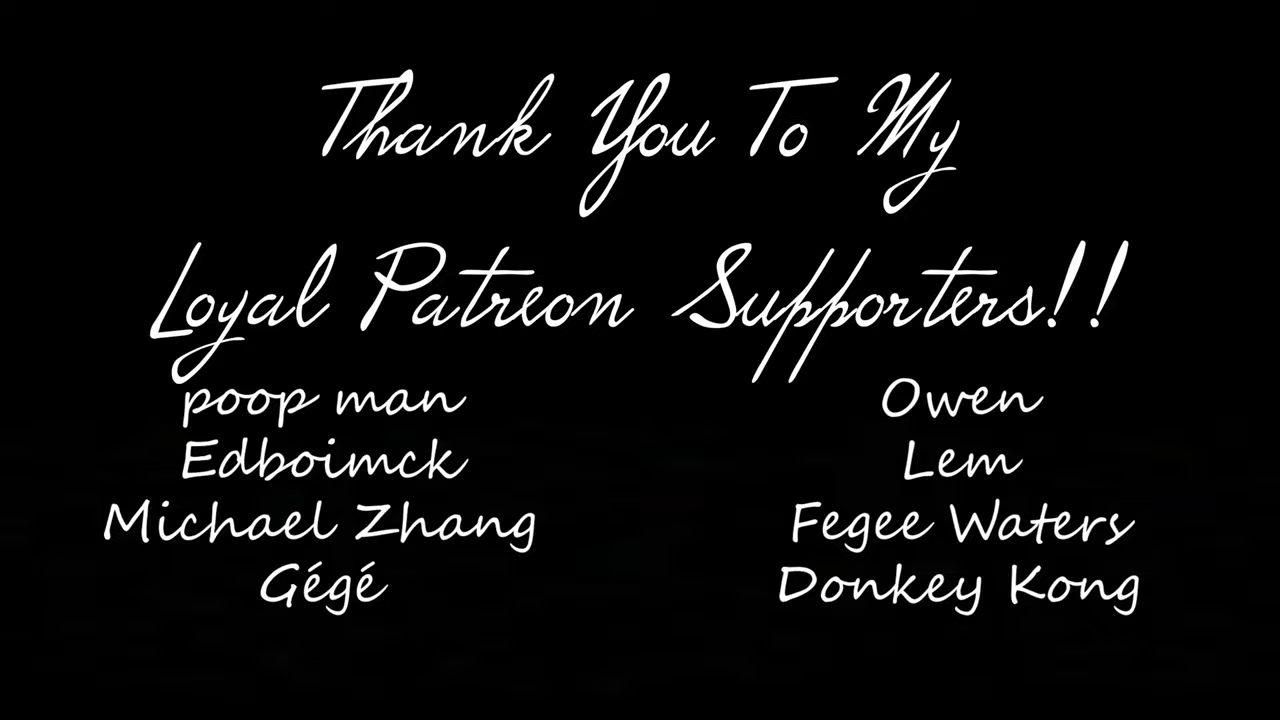 Thank You To My
Loyal Patreon Supporters!!
poop man
Edboimck
Michael Zhang
Gégé
Owen
Lem
Fegee Waters
Donkey Kong